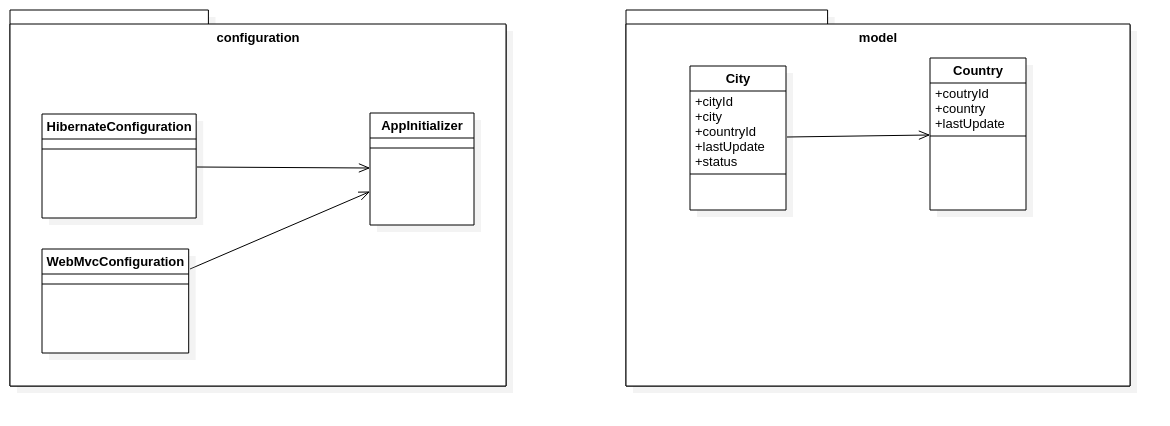 configuration
HibernateConfiguration
AppInitializer
WebMvcConfiguration
model
City
+cityId
+city
+countryId
+lastUpdate
+status
Country
+coutryId
+country
+lastUpdate